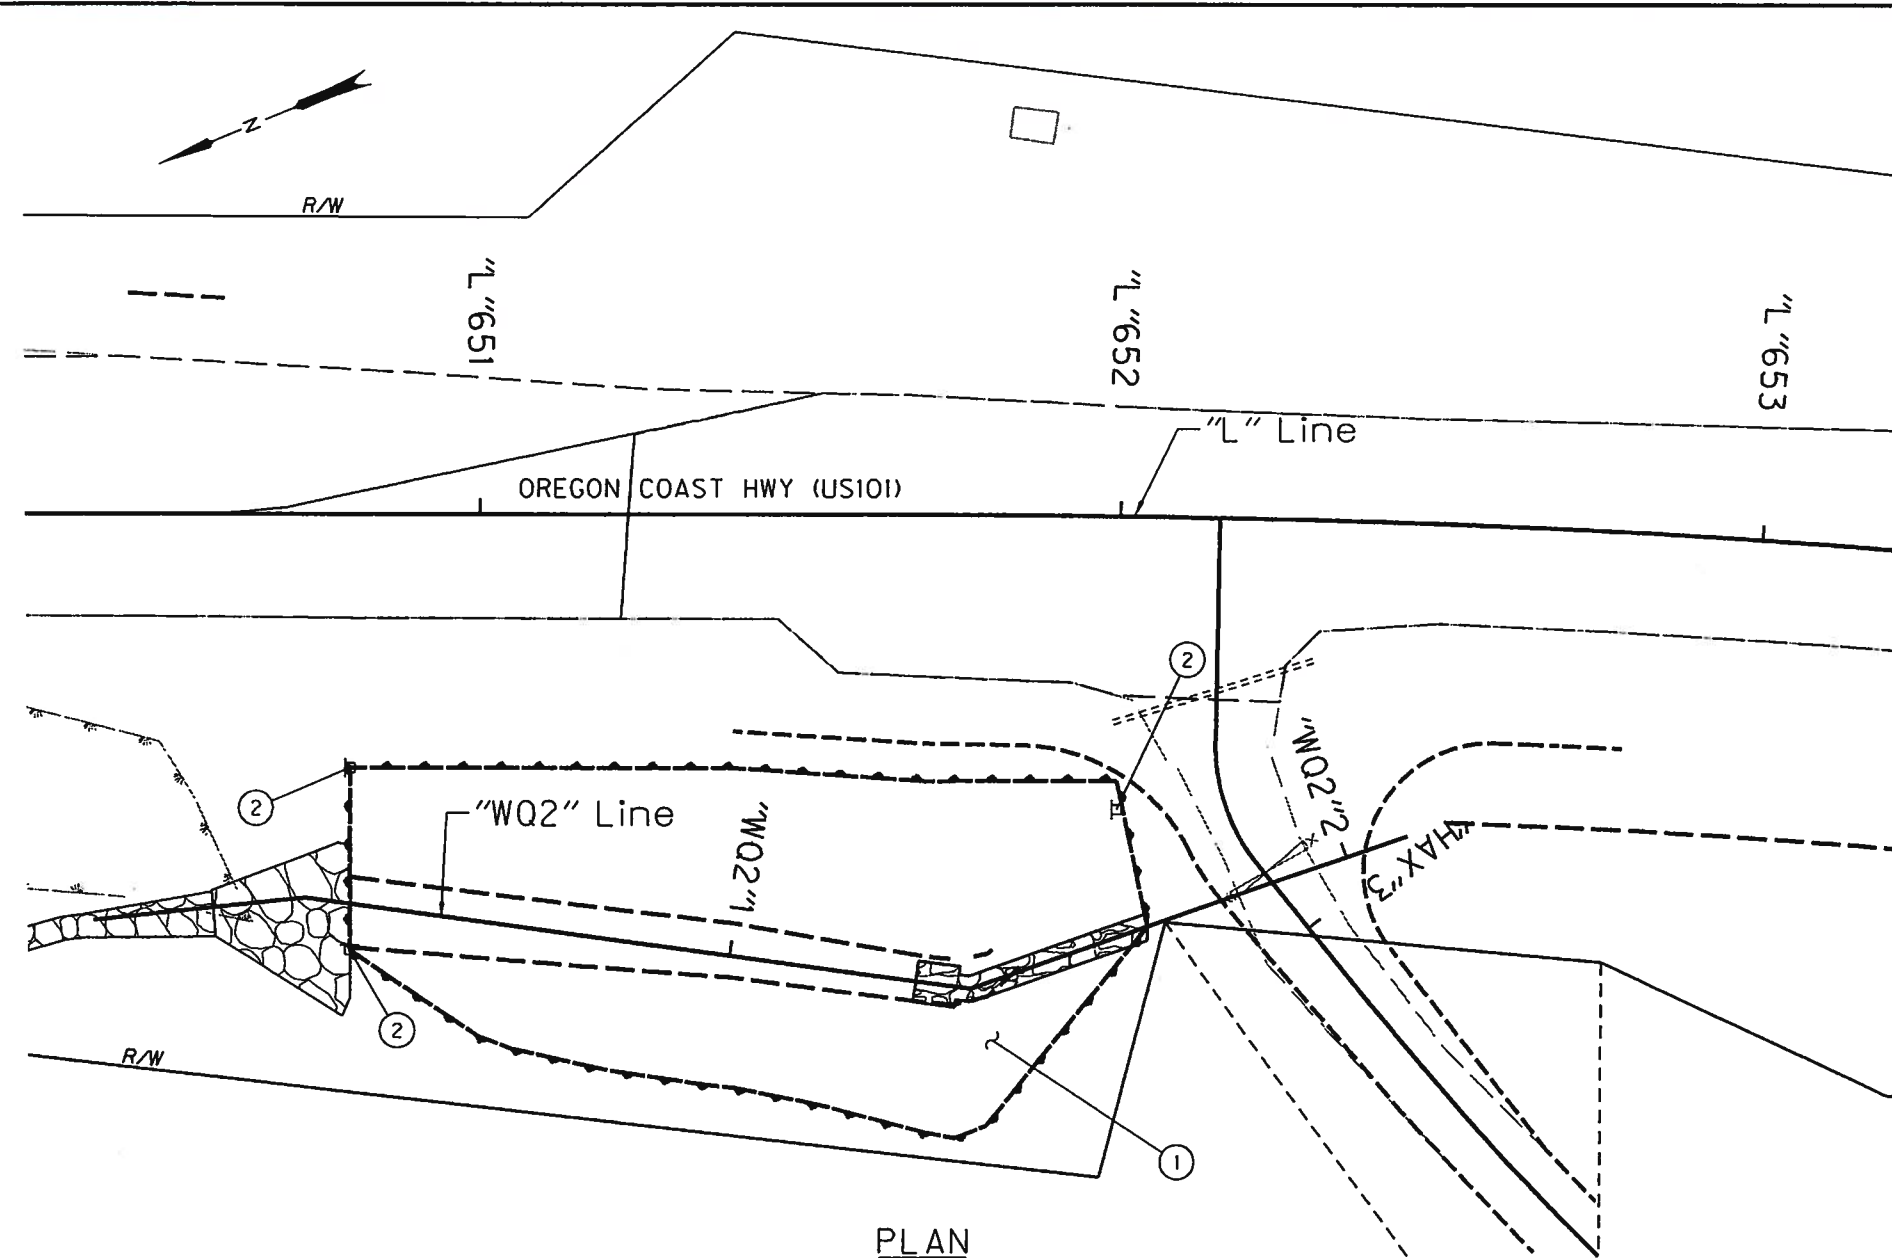 N
R/W
"L"651
"L"652
"L"653
"L" Line
OREGON COAST HWY (US101)
2
"WQ2"2
2
"WQ2" Line
"WQ2"1
"HAX"3
2
R/W
1
PLAN